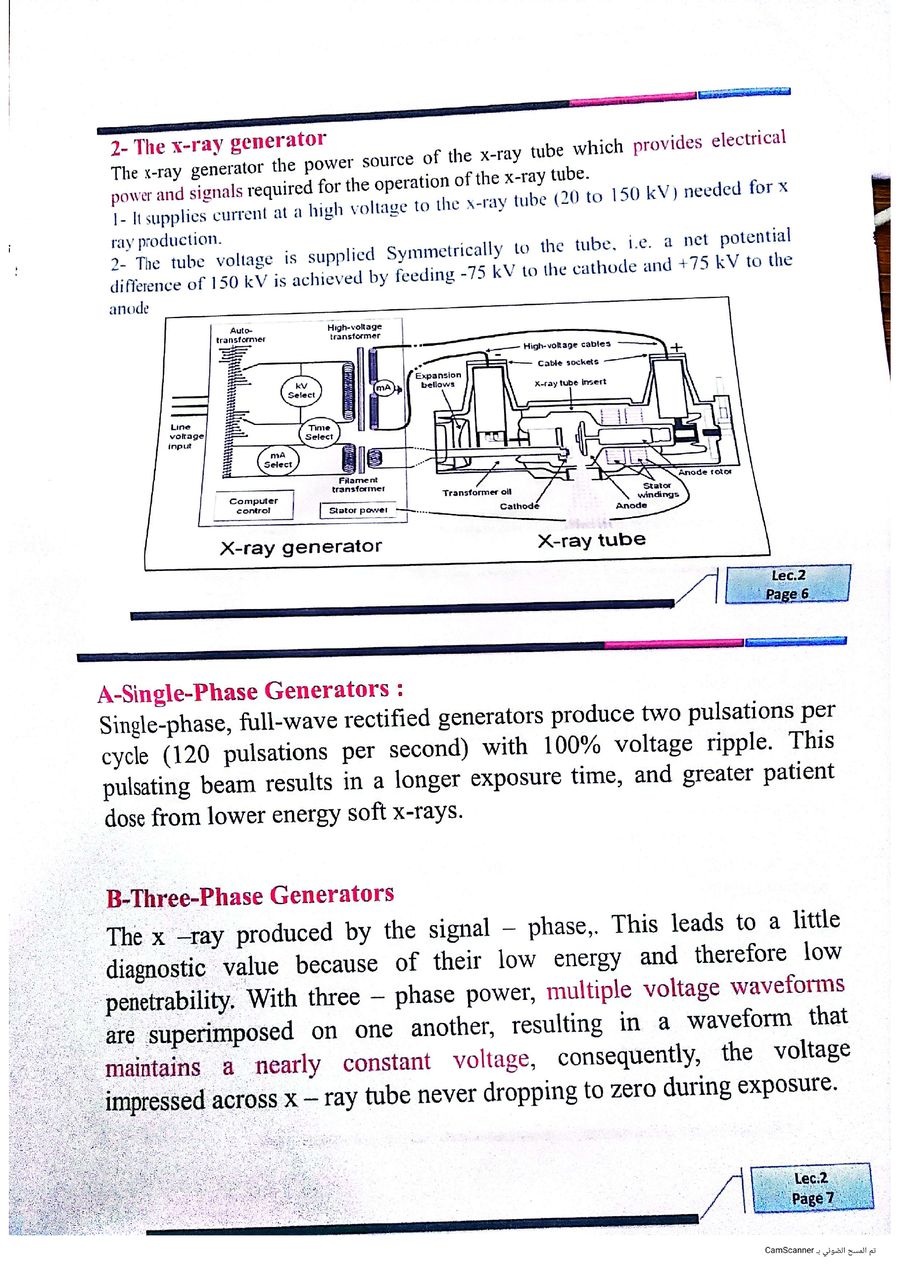 2- The x-ray generator
The x-ray generator the power source of the x-ray tube which provides electrical
power and signals required for the operation of the x-ray tube.
1- It supplies current at a high voltage to the x-ray tube (20 to 150 kV) needed for x
ray production.
2- The tube voltage is supplied Symmetrically to the tube, i.e. a net potential
difference of 150 kV is achieved by feeding -75 kV to the cathode and +75 kV to the
anode
Auto-
transformer
High-voltage
transformer
kV
Select
mA
Time
Select
mA
Select
Line
voltage
input
Filament
transformer
Computer
control
Stator power
X-ray generator
High-voltage cables
-
+
Cable sockets
Expansion
bellows
X-ray tube insert
Transformer oil
Cathode
Anode
Stator
windings
Anode rotor
X-ray tube
Lec.2
Page 6
A-Single-Phase Generators :
Single-phase, full-wave rectified generators produce two pulsations per
cycle (120 pulsations per second) with 100% voltage ripple. This
pulsating beam results in a longer exposure time, and greater patient
dose from lower energy soft x-rays.
B-Three-Phase Generators
The x –ray produced by the signal – phase,. This leads to a little
diagnostic value because of their low energy and therefore low
penetrability. With three – phase power, multiple voltage waveforms
are superimposed on one another, resulting in a waveform that
maintains a nearly constant voltage, consequently, the voltage
impressed across x – ray tube never dropping to zero during exposure.
Lec.2
Page 7
تم المسح الضوئي بـ CamScanner